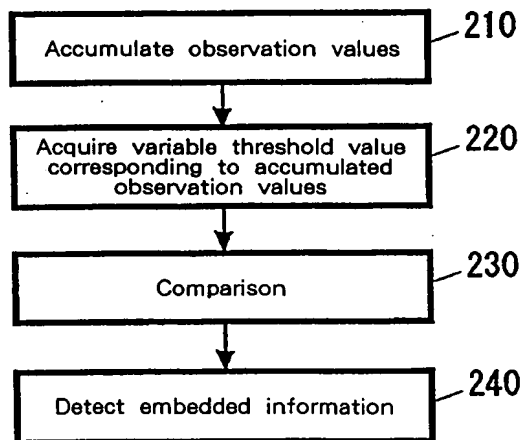 Accumulate observation values
210
Acquire variable threshold value
corresponding to accumulated
observation values
220
Comparison
230
Detect embedded information
240